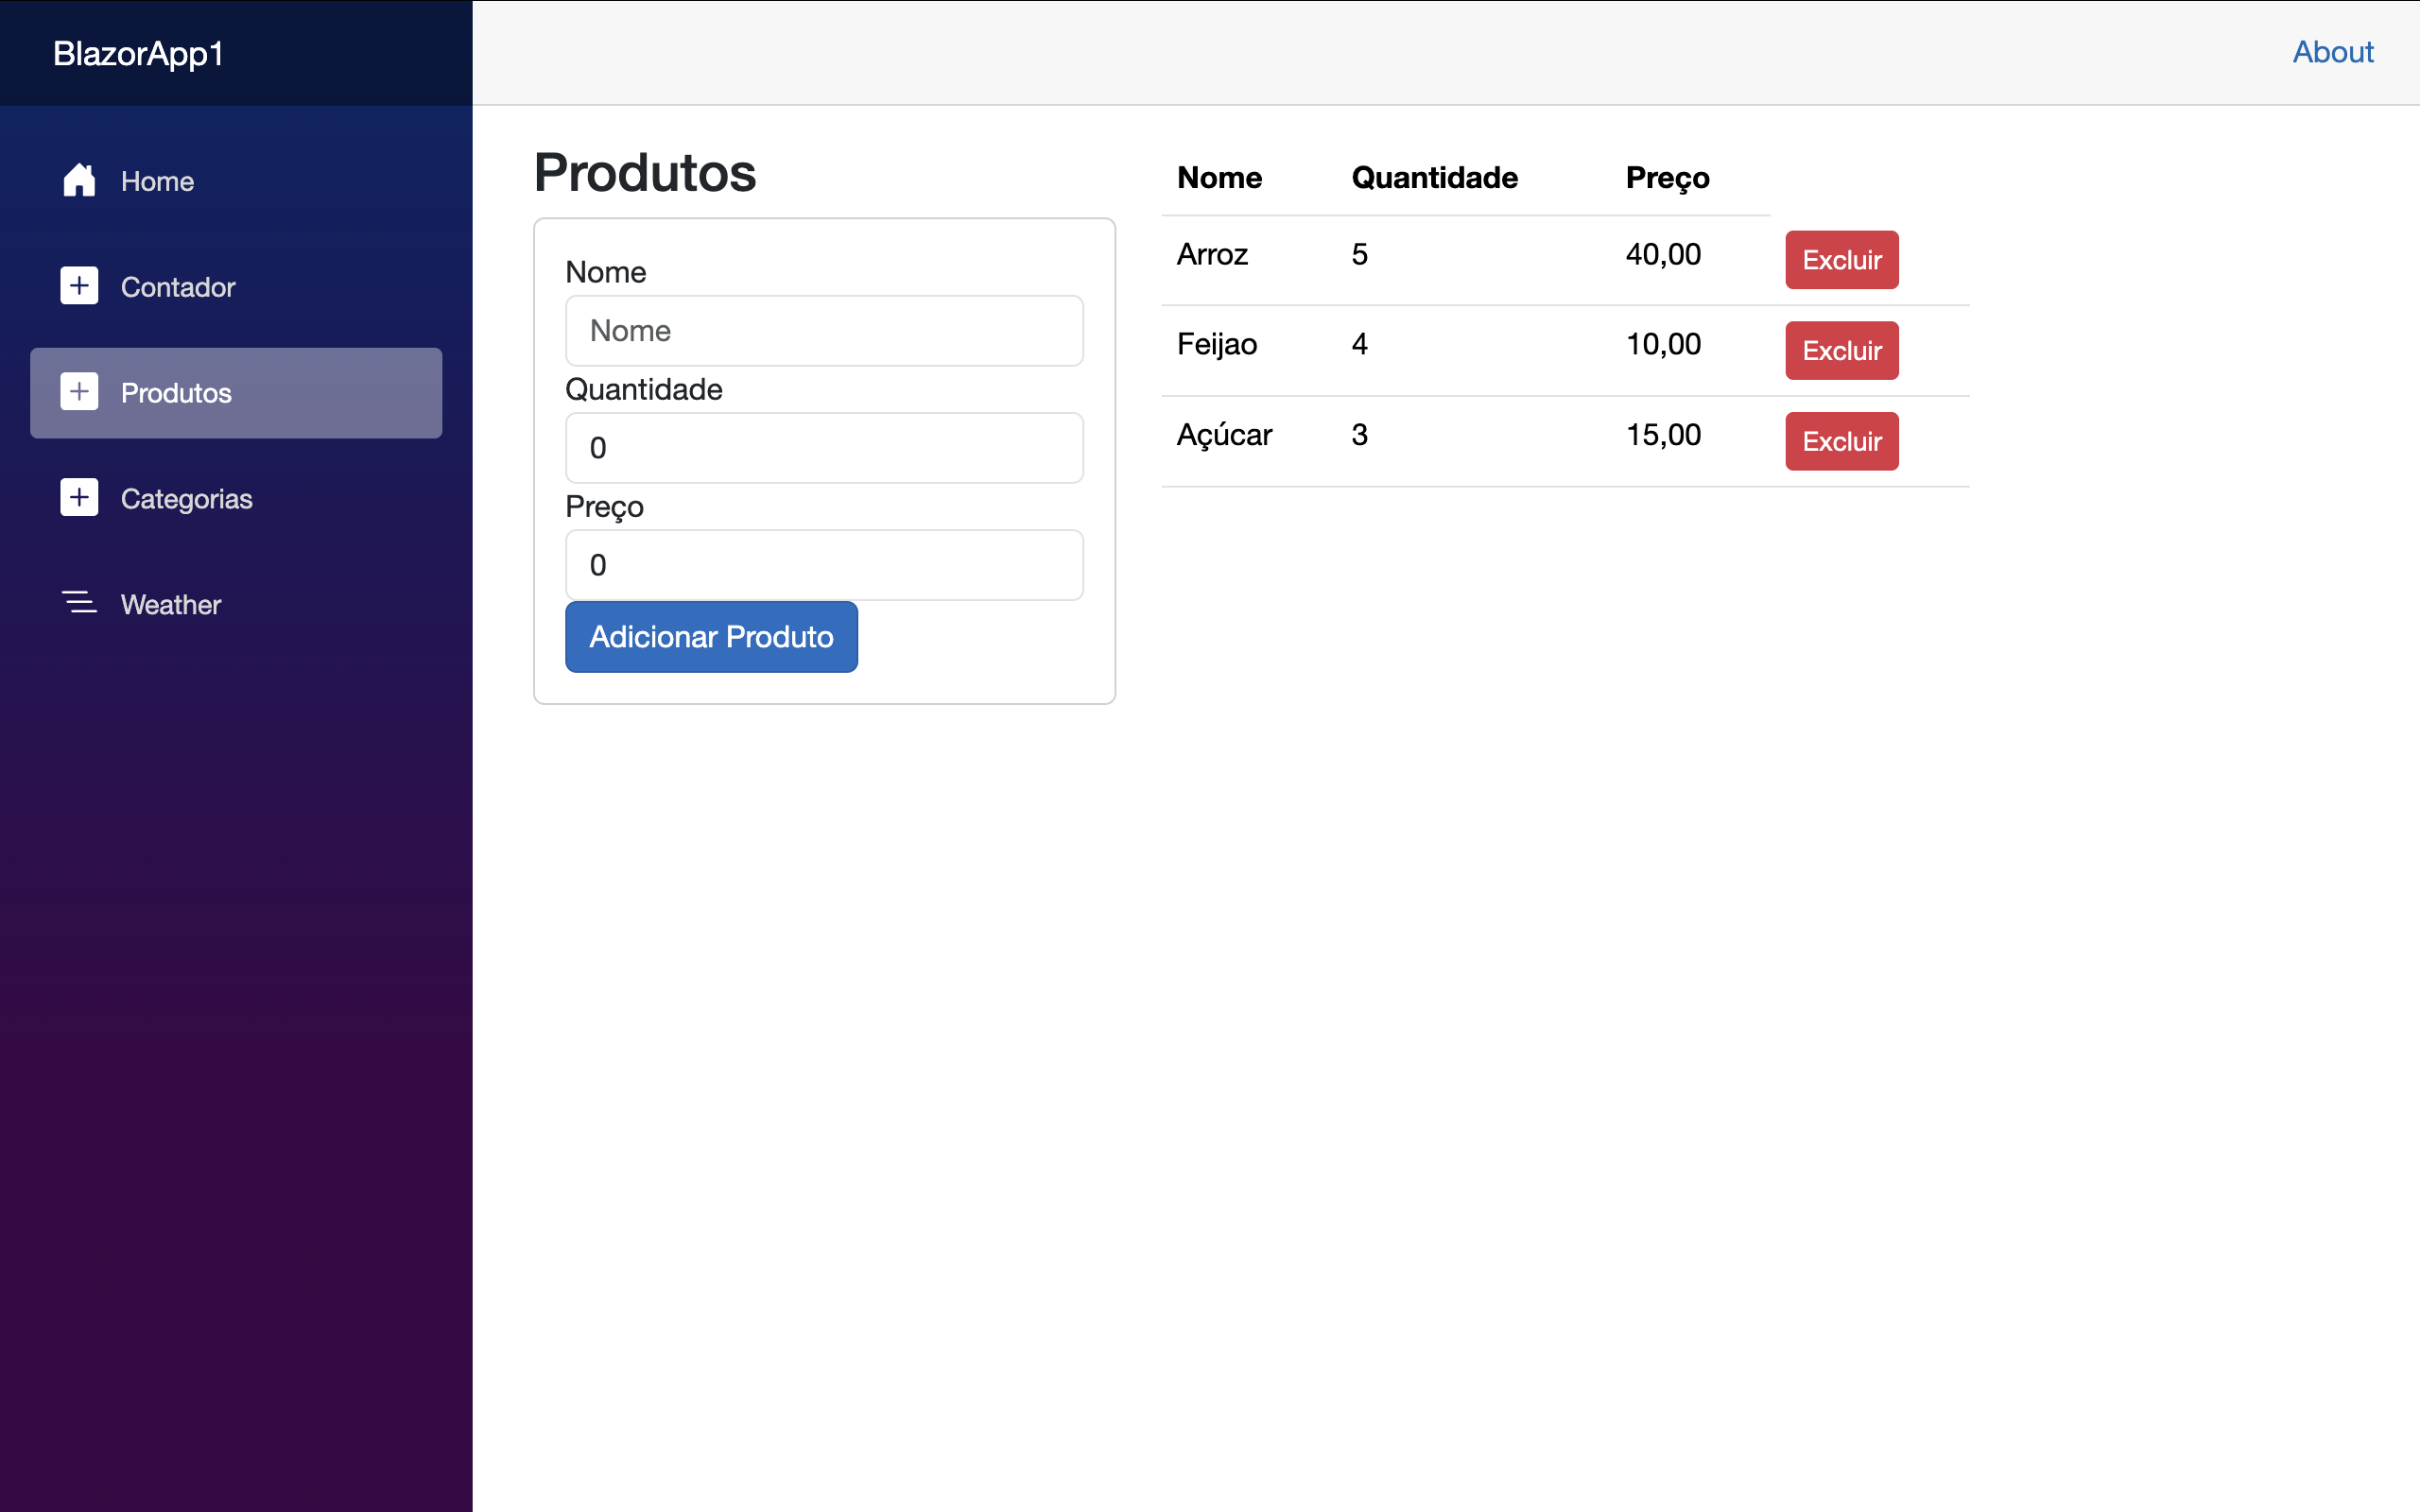 BlazorApp1
About
Home
Contador
Produtos
Categorias
Weather
Produtos
Nome
Nome
Quantidade
0
Preço
0
Adicionar Produto
Nome Quantidade Preço
Arroz 5 40,00 Excluir
Feijao 4 10,00 Excluir
Açúcar 3 15,00 Excluir